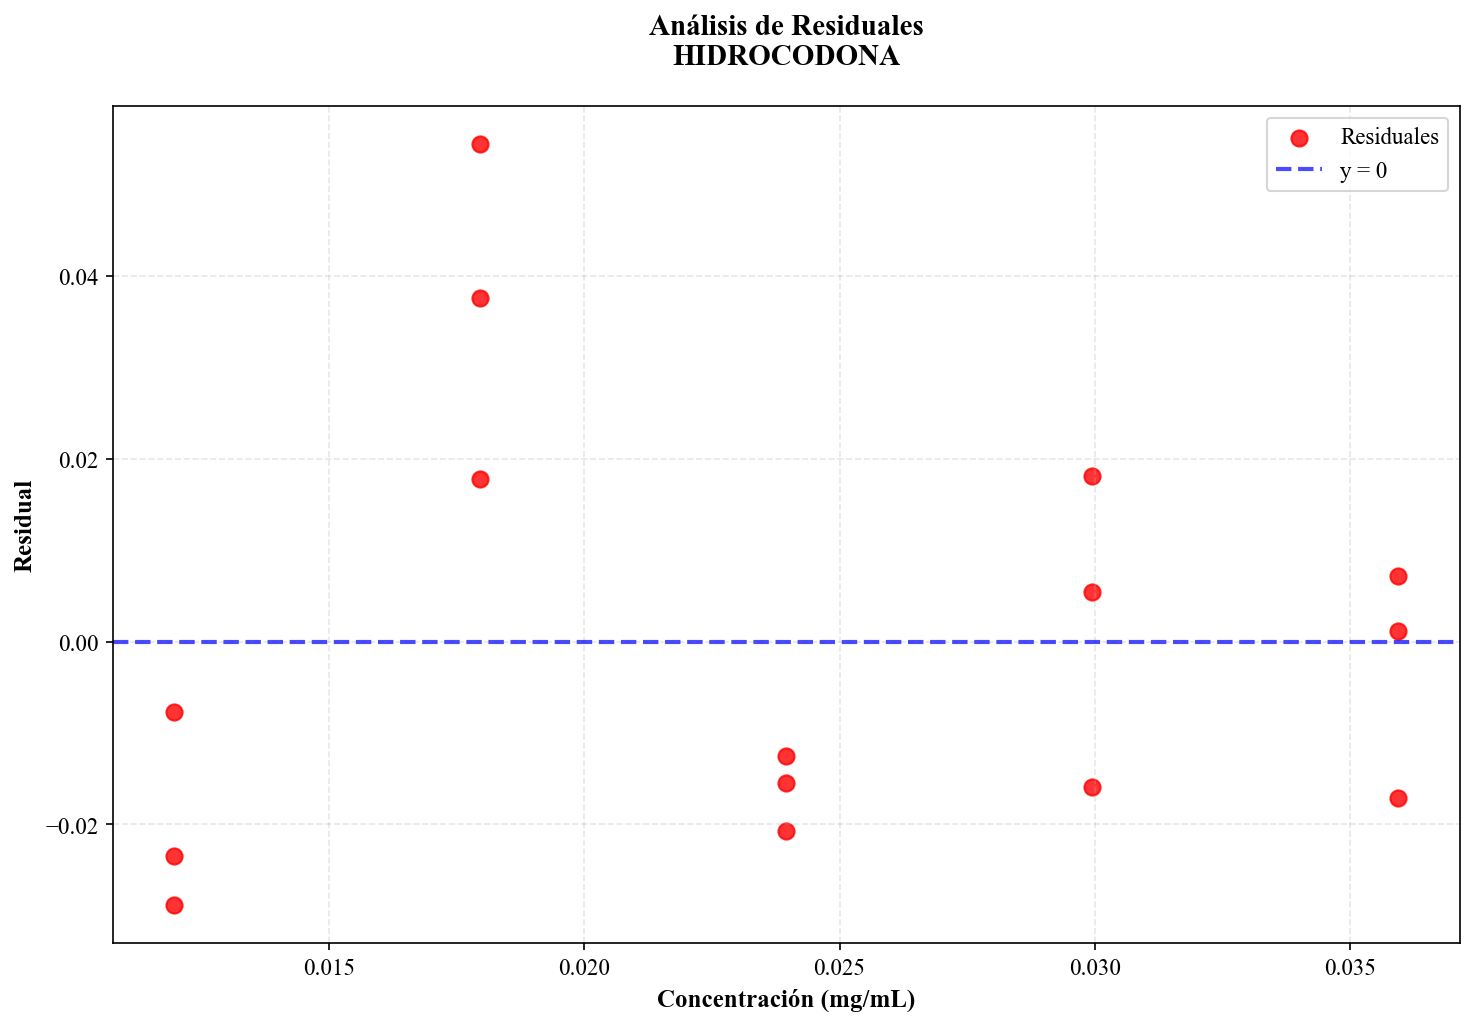 Análisis de Residuales
HIDROCODONA
Residuales
y = 0
0.04
0.02
0.00
−0.02
Residual
0.015
0.020
0.025
0.030
0.035
Concentración (mg/mL)